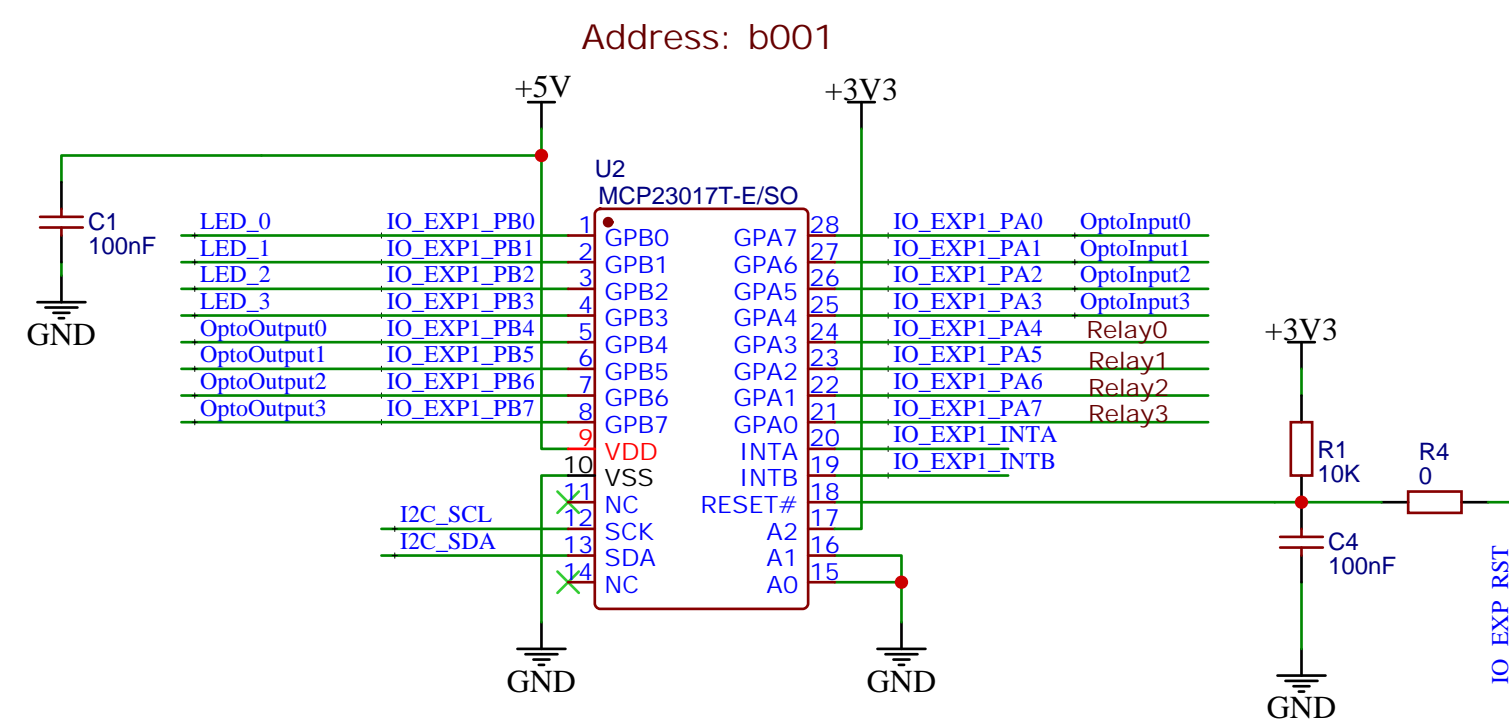 Address: b001
+5V
+3V3
U2
MCP23017T-E/SO
C1
100nF
GND
LED_0 IO_EXP1_PB0 1 GPB0 GPA7 28 IO_EXP1_PA0 OptoInput0
LED_1 IO_EXP1_PB1 2 GPB1 GPA6 27 IO_EXP1_PA1 OptoInput1
LED_2 IO_EXP1_PB2 3 GPB2 GPA5 26 IO_EXP1_PA2 OptoInput2
LED_3 IO_EXP1_PB3 4 GPB3 GPA4 25 IO_EXP1_PA3 OptoInput3
OptoOutput0 IO_EXP1_PB4 5 GPB4 GPA3 24 IO_EXP1_PA4 Relay0
OptoOutput1 IO_EXP1_PB5 6 GPB5 GPA2 23 IO_EXP1_PA5 Relay1
OptoOutput2 IO_EXP1_PB6 7 GPB6 GPA1 22 IO_EXP1_PA6 Relay2
OptoOutput3 IO_EXP1_PB7 8 GPB7 GPA0 21 IO_EXP1_PA7 Relay3
9 VDD INTA 20 IO_EXP1_INTA
10 VSS INTB 19 IO_EXP1_INTB
11 NC RESET# 18
I2C_SCL 12 SCK A2 17
I2C_SDA 13 SDA A1 16
14 NC A0 15
GND
GND
+3V3
R1
10K
R4
0
C4
100nF
GND
IO_EXP_RST